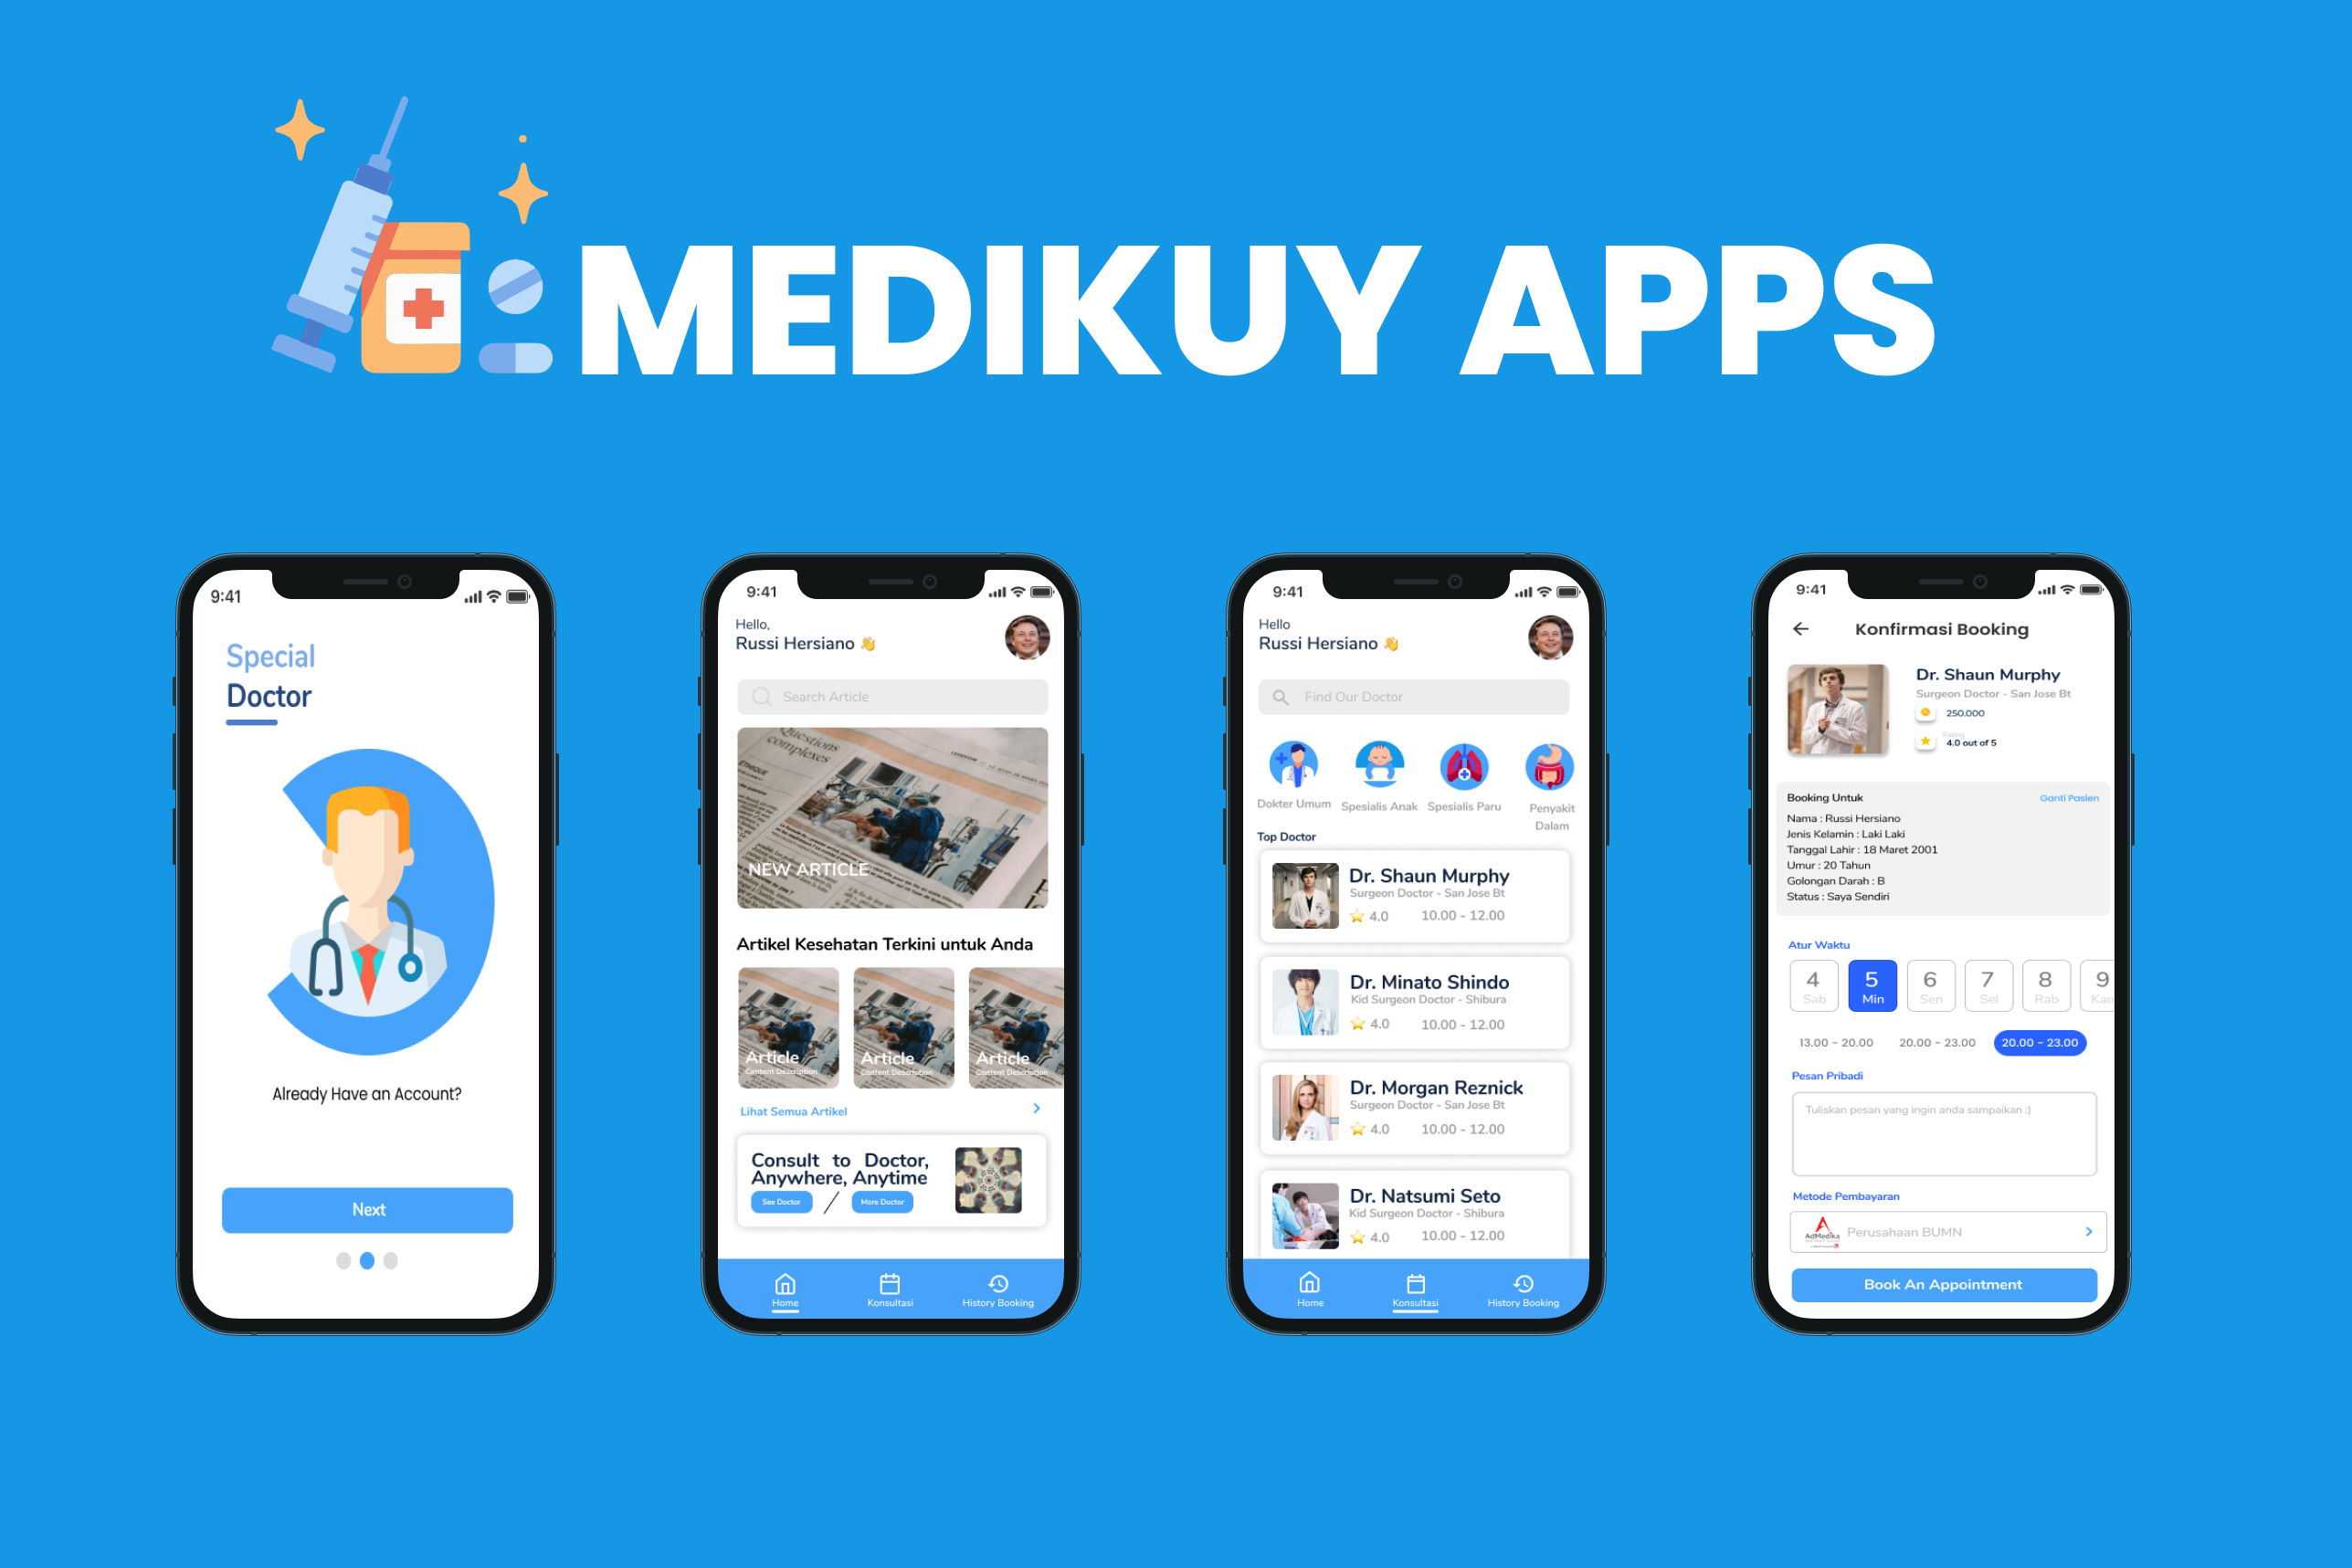 MEDIKUY APPS
9:41
Special
Doctor
Already Have an Account?
Next
9:41
Hello,
Russi Hersiano 👋
Search Article
Questions
complexes
NEW ARTICLE
Artikel Kesehatan Terkini untuk Anda
Article
Content Description
Article
Content Description
Article
Content Description
Lihat Semua Artikel
Consult to Doctor,
Anywhere, Anytime
See Doctor / More Doctor
Home Konsultasi History Booking
9:41
Hello
Russi Hersiano 👋
Find Our Doctor
Dokter Umum Spesialis Anak Spesialis Paru Penyakit
Dalam
Top Doctor
Dr. Shaun Murphy
Surgeon Doctor - San Jose Bt
4.0 10.00 - 12.00
Dr. Minato Shindo
Kid Surgeon Doctor - Shibura
4.0 10.00 - 12.00
Dr. Morgan Reznick
Surgeon Doctor - San Jose Bt
4.0 10.00 - 12.00
Dr. Natsumi Seto
Kid Surgeon Doctor - Shibura
4.0 10.00 - 12.00
Home Konsultasi History Booking
9:41
Konfirmasi Booking
Dr. Shaun Murphy
Surgeon Doctor - San Jose Bt
250.000
Rating
4.0 out of 5
Booking Untuk Ganti Pasien
Nama : Russi Hersiano
Jenis Kelamin : Laki Laki
Tanggal Lahir : 18 Maret 2001
Umur : 20 Tahun
Golongan Darah : B
Status : Saya Sendiri
Atur Waktu
4 5 6 7 8 9
Sab Min Sen Sel Rab Kam
13.00 - 20.00 20.00 - 23.00 20.00 - 23.00
Pesan Pribadi
Tuliskan pesan yang ingin anda sampaikan :)
Metode Pembayaran
AdMedika
Perusahaan BUMN
Book An Appointment